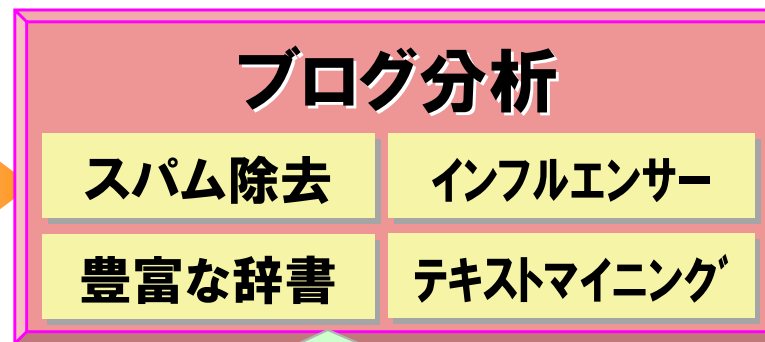 ブログ分析
スパム除去
インフルエンサー
豊富な辞書
テキストマイニング